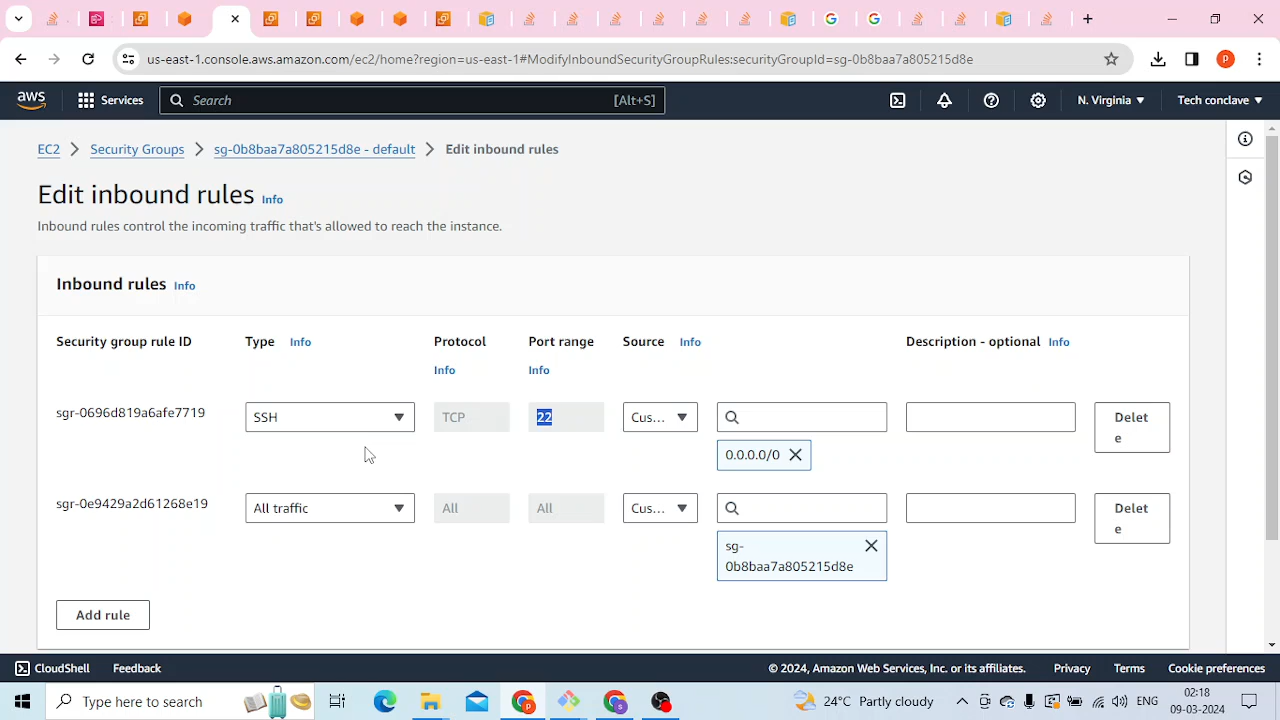 us-east-1.console.aws.amazon.com/ec2/home?region=us-east-1#ModifyInboundSecurityGroupRules:securityGroupId=sg-0b8baa7a805215d8e
P
aws
Services
Search
[Alt+S]
N. Virginia
Tech conclave
EC2
Security Groups
sg-0b8baa7a805215d8e - default
Edit inbound rules
Edit inbound rules Info
Inbound rules control the incoming traffic that's allowed to reach the instance.
Inbound rules Info
Security group rule ID
Type Info
Protocol
Info
Port range
Info
Source Info
Description - optional Info
sgr-0696d819a6afe7719
SSH
TCP
22
Cus...
0.0.0.0/0
Delet
e
sgr-0e9429a2d61268e19
All traffic
All
All
Cus...
sg-
0b8baa7a805215d8e
Delet
e
Add rule
CloudShell
Feedback
© 2024, Amazon Web Services, Inc. or its affiliates.
Privacy
Terms
Cookie preferences
Type here to search
24°C Partly cloudy
ENG
02:18
09-03-2024